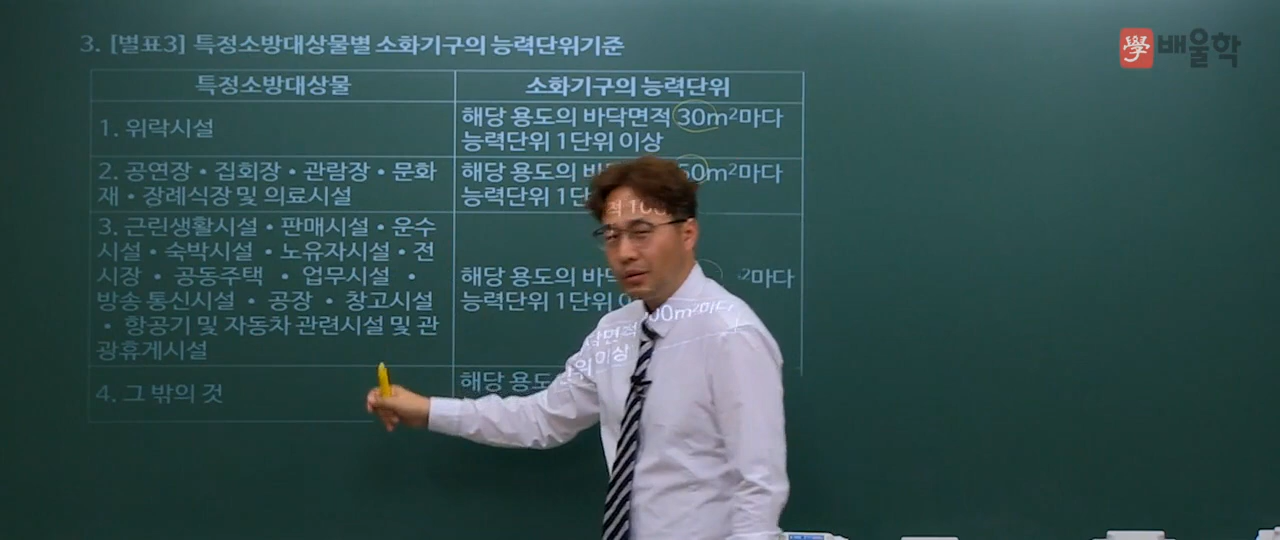 3. [별표3] 특정소방대상물별 소화기구의 능력단위기준
學 배울학
특정소방대상물
소화기구의 능력단위
1. 위락시설
해당 용도의 바닥면적 30m²마다
능력단위 1단위 이상
2. 공연장・집회장・관람장・문화
재・장례식장 및 의료시설
해당 용도의 50m²마다
능력단위
3. 근린생활시설・판매시설・운수
시설・숙박시설・노유자시설・전
시장・공동주택・업무시설・
방송 통신시설・공장・창고시설
・항공기 및 자동차 관련시설 및 관
광휴게시설
해당 용도의 ²마다
능력단위 1단위
4. 그 밖의 것
해당 용도 00m²마다
이상